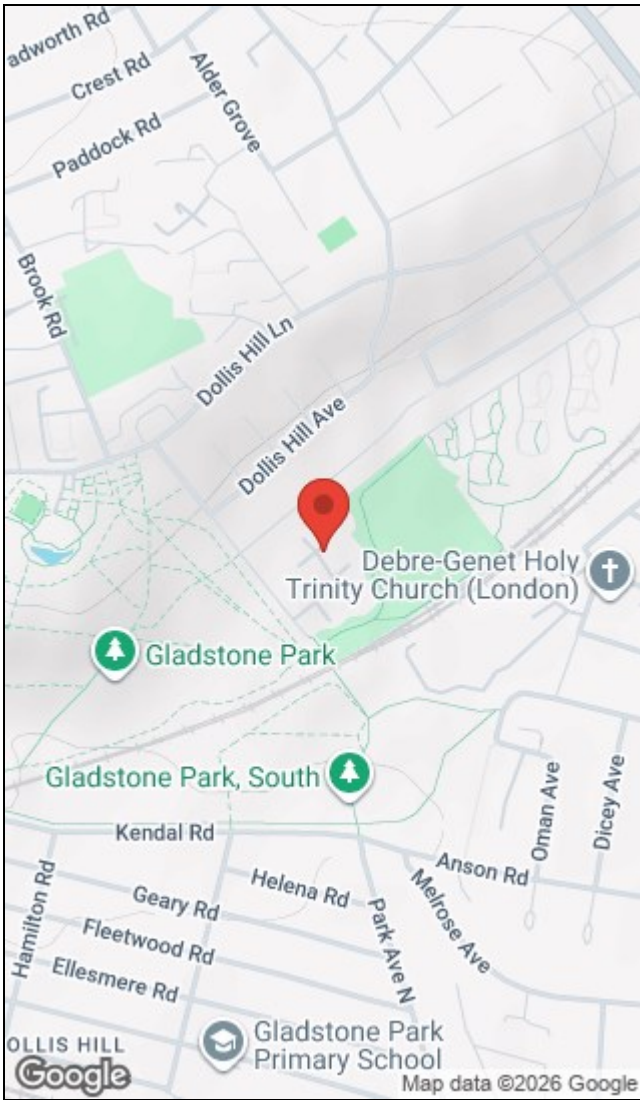 adworth Rd
Crest Rd
Alder Grove
Paddock Rd
Brook Rd
Dollis Hill Ln
Dollis Hill Ave
Debre-Genet Holy
Trinity Church (London)
Gladstone Park
Gladstone Park, South
Kendal Rd
Oman Ave
Dicey Ave
Anson Rd
Helena Rd
Melrose Ave
Hamilton Rd
Geary Rd
Park Ave N
Fleetwood Rd
Ellesmere Rd
OLLIS HILL
Gladstone Park
Primary School
Google
Map data ©2026 Google